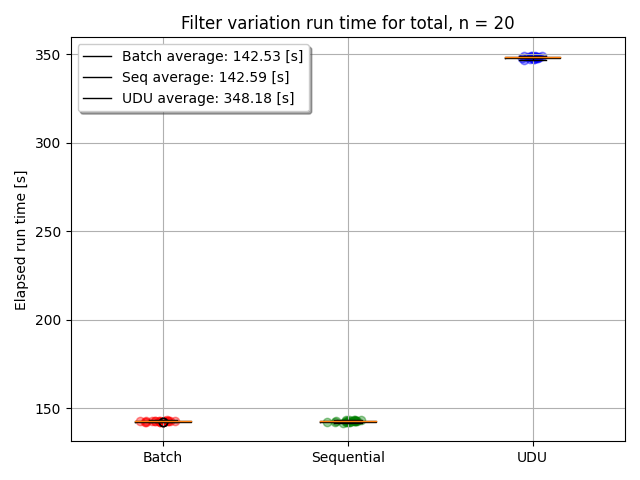 Filter variation run time for total, n = 20
Batch average: 142.53 [s]
Seq average: 142.59 [s]
UDU average: 348.18 [s]
Elapsed run time [s]
350
300
250
200
150
Batch
Sequential
UDU